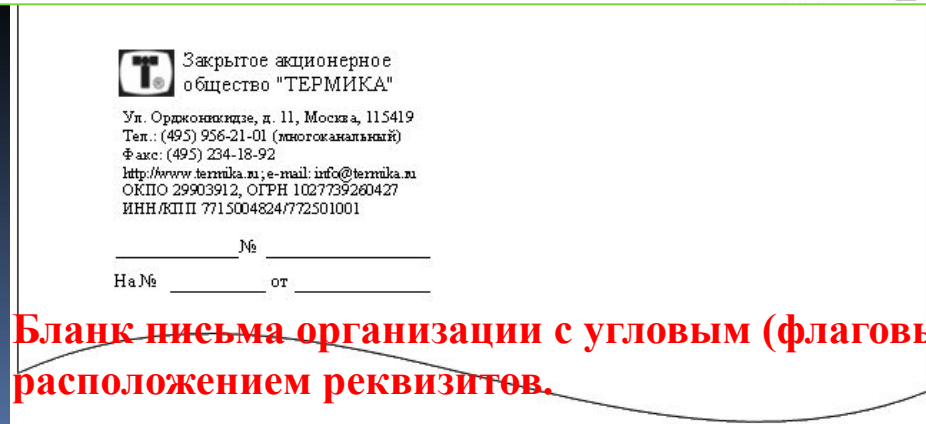 Закрытое акционерное
общество "ТЕРМИКА"
Ул. Орджоникидзе, д. 11, Москва, 115419
Тел.: (495) 956-21-01 (многоканальный)
Факс: (495) 234-18-92
http://www.termika.ru; e-mail: info@termika.ru
ОКПО 29903912, ОГРН 1027739260427
ИНН/КПП 7715004824/772501001
№
На № от
Бланк письма организации с угловым (флаговы
расположением реквизитов.